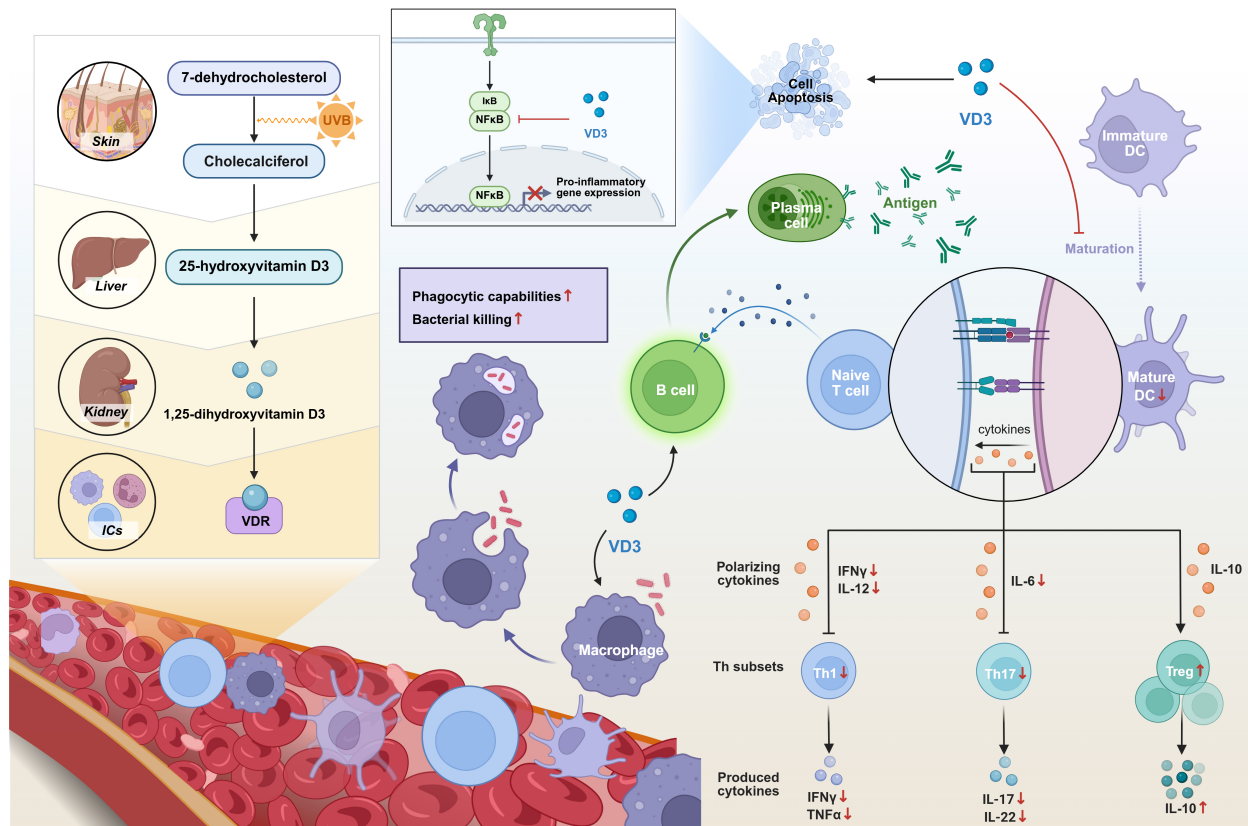 7-dehydrocholesterol
UVB
Skin
Cholecalciferol
25-hydroxyvitamin D3
Liver
Kidney
1,25-dihydroxyvitamin D3
ICs
VDR
IκB
NFκB
VD3
NFκB
Pro-inflammatory
gene expression
Cell
Apoptosis
VD3
Immature
DC
Plasma
cell
Antigen
Maturation
Phagocytic capabilities ↑
Bacterial killing ↑
B cell
Naive
T cell
Mature
DC ↓
cytokines
VD3
Macrophage
Polarizing
cytokines
IFNγ ↓
IL-12 ↓
IL-6 ↓
IL-10
Th subsets
Th1 ↓
Th17 ↓
Treg ↑
Produced
cytokines
IFNγ ↓
TNFα ↓
IL-17 ↓
IL-22 ↓
IL-10 ↑